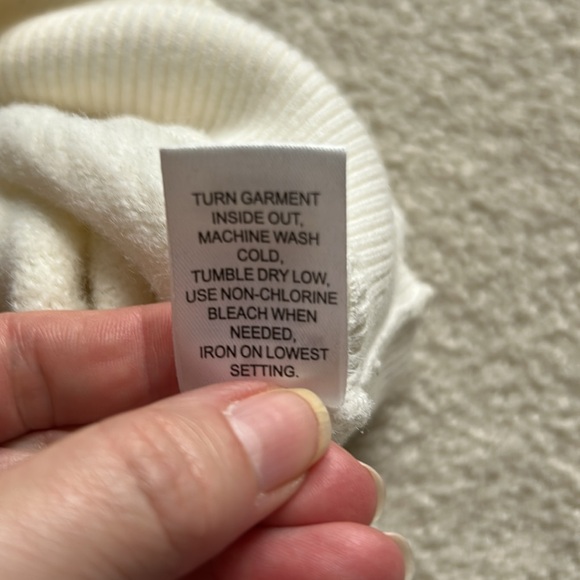 TURN GARMENT
INSIDE OUT,
MACHINE WASH
COLD,
TUMBLE DRY LOW,
USE NON-CHLORINE
BLEACH WHEN
NEEDED,
IRON ON LOWEST
SETTING.